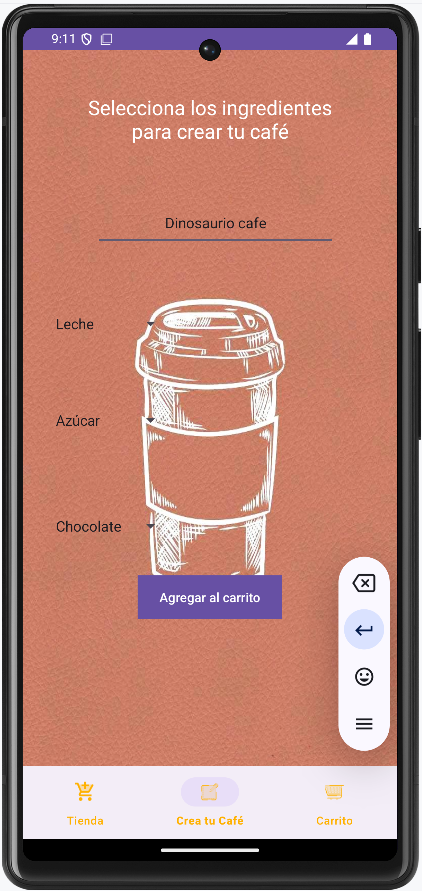 9:11
Selecciona los ingredientes
para crear tu café
Dinosaurio cafe
Leche
Azúcar
Chocolate
Agregar al carrito
Tienda
Crea tu Café
Carrito